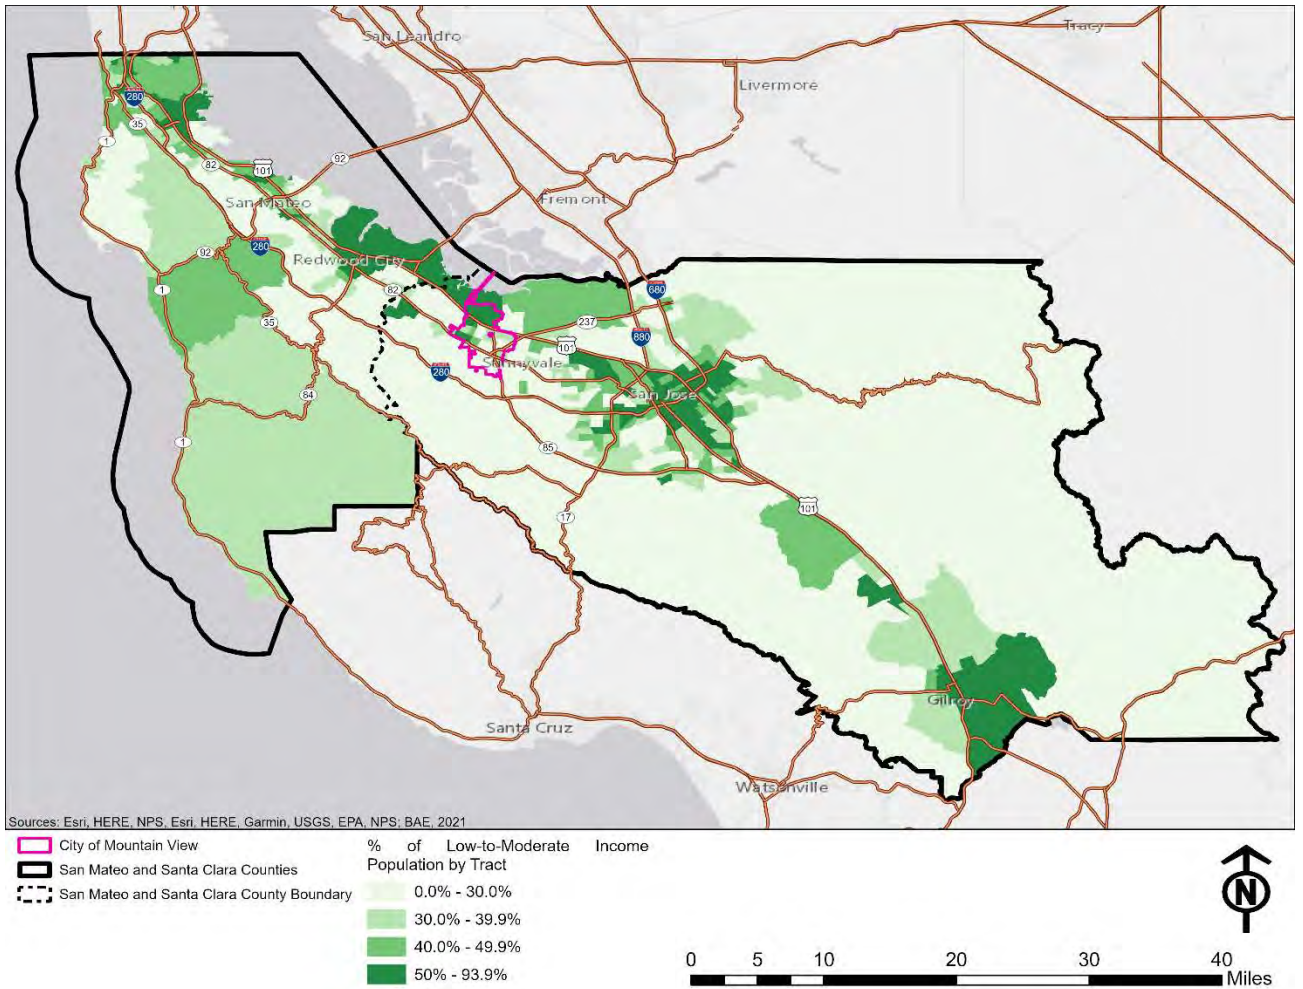 San Leandro
Tracy
Livermore
280
35
1
82
101
92
San Mateo
Fremont
92
280
Redwood City
1
82
680
35
237
880
101
Sunnyvale
280
84
San Jose
1
85
101
17
Gilroy
Santa Cruz
Watsonville
Sources: Esri, HERE, NPS, Esri, HERE, Garmin, USGS, EPA, NPS; BAE, 2021
City of Mountain View
San Mateo and Santa Clara Counties
San Mateo and Santa Clara County Boundary
% of Low-to-Moderate Income
Population by Tract
0.0% - 30.0%
30.0% - 39.9%
40.0% - 49.9%
50% - 93.9%
N
0 5 10 20 30 40
Miles